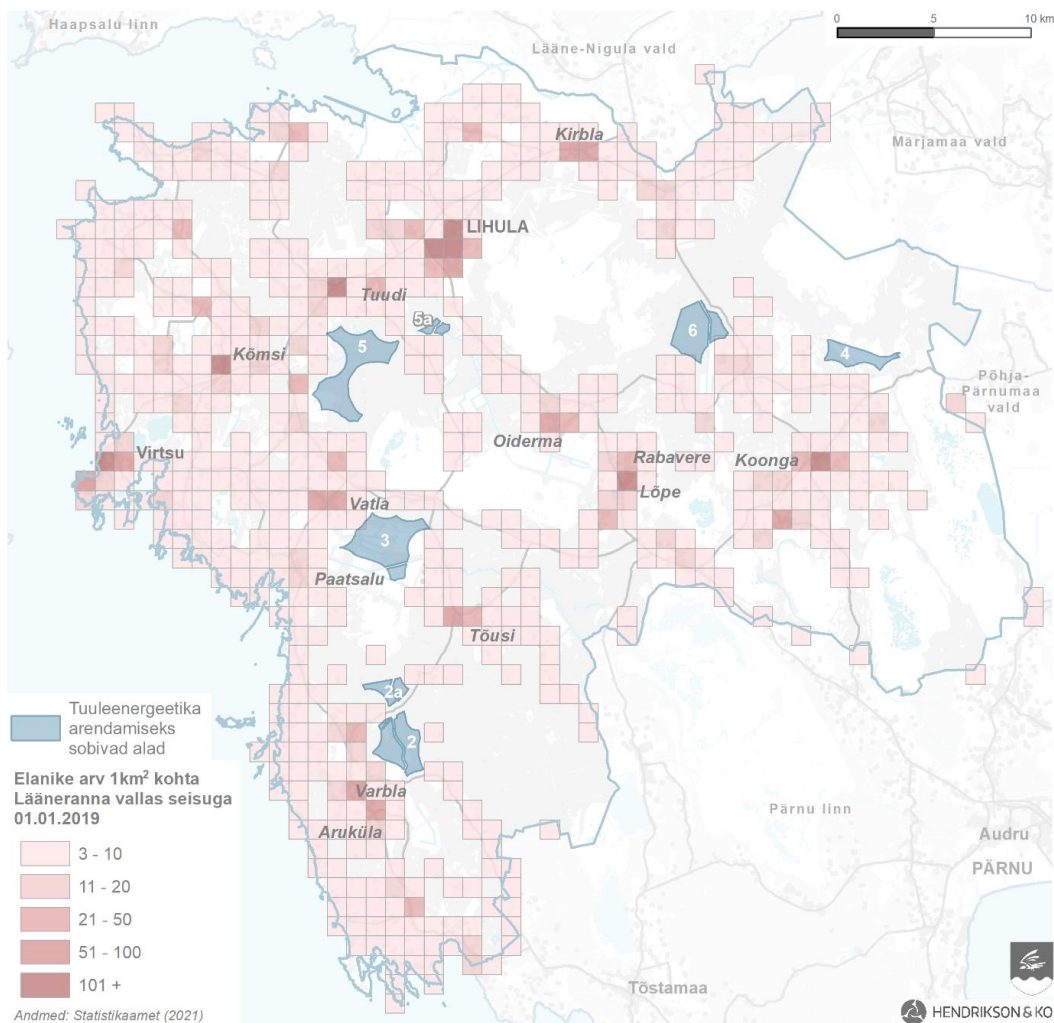 Haapsalu linn
Lääne-Nigula vald
0 5 10 km
Märjamaa vald
Kirbla
LIHULA
Tuudi
5a
5
6
4
Kõmsi
Põhja-
Pärnumaa
vald
Oiderma
Virtsu
Rabavere
Koonga
Lõpe
Vatla
3
Paatsalu
Tõusi
2a
2
Varbla
Aruküla
Pärnu linn
Audru
PÄRNU
Tõstamaa
Tuuleenergeetika
arendamiseks
sobivad alad
Elanike arv 1km² kohta
Lääneranna vallas seisuga
01.01.2019
3 - 10
11 - 20
21 - 50
51 - 100
101 +
Andmed: Statistikaamet (2021)
HENDRIKSON & KO